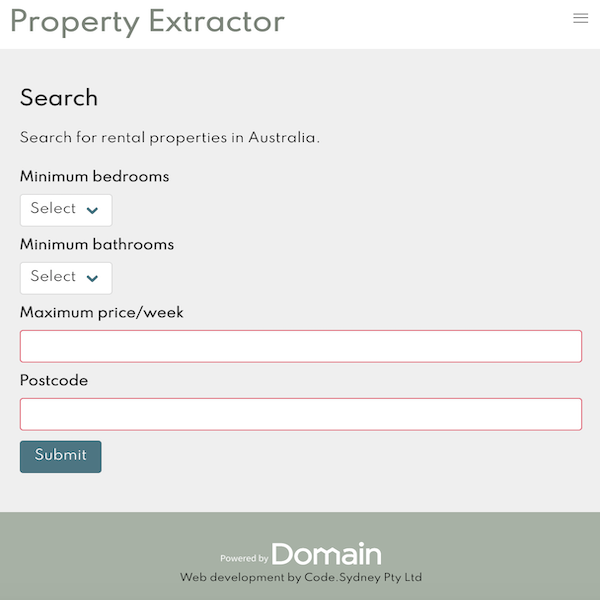 Property Extractor
Search
Search for rental properties in Australia.
Minimum bedrooms
Select
Minimum bathrooms
Select
Maximum price/week
Postcode
Submit
Powered by Domain
Web development by Code.Sydney Pty Ltd